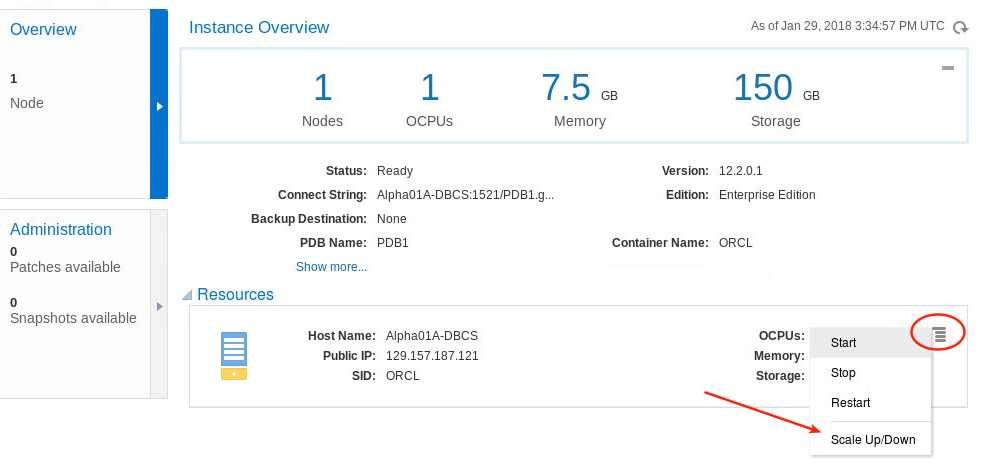 Overview
1
Node
Administration
0
Patches available
0
Snapshots available
Instance Overview
As of Jan 29, 2018 3:34:57 PM UTC
1 1 7.5 GB 150 GB
Nodes OCPUs Memory Storage
Status: Ready Version: 12.2.0.1
Connect String: Alpha01A-DBCS:1521/PDB1.g... Edition: Enterprise Edition
Backup Destination: None
PDB Name: PDB1 Container Name: ORCL
Show more...
Resources
Host Name: Alpha01A-DBCS OCPUs:
Public IP: 129.157.187.121 Memory:
SID: ORCL Storage:
Start
Stop
Restart
Scale Up/Down